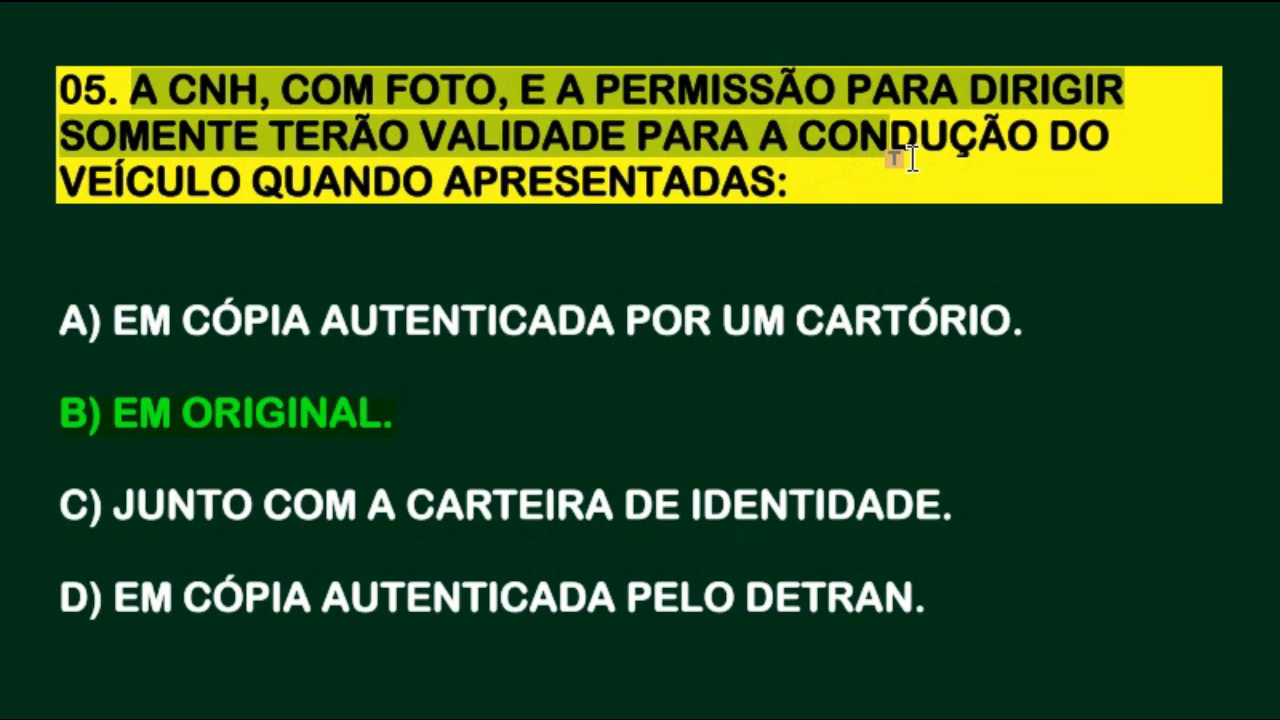 05. A CNH, COM FOTO, E A PERMISSÃO PARA DIRIGIR
SOMENTE TERÃO VALIDADE PARA A CONDUÇÃO DO
VEÍCULO QUANDO APRESENTADAS:
A) EM CÓPIA AUTENTICADA POR UM CARTÓRIO.
B) EM ORIGINAL.
C) JUNTO COM A CARTEIRA DE IDENTIDADE.
D) EM CÓPIA AUTENTICADA PELO DETRAN.